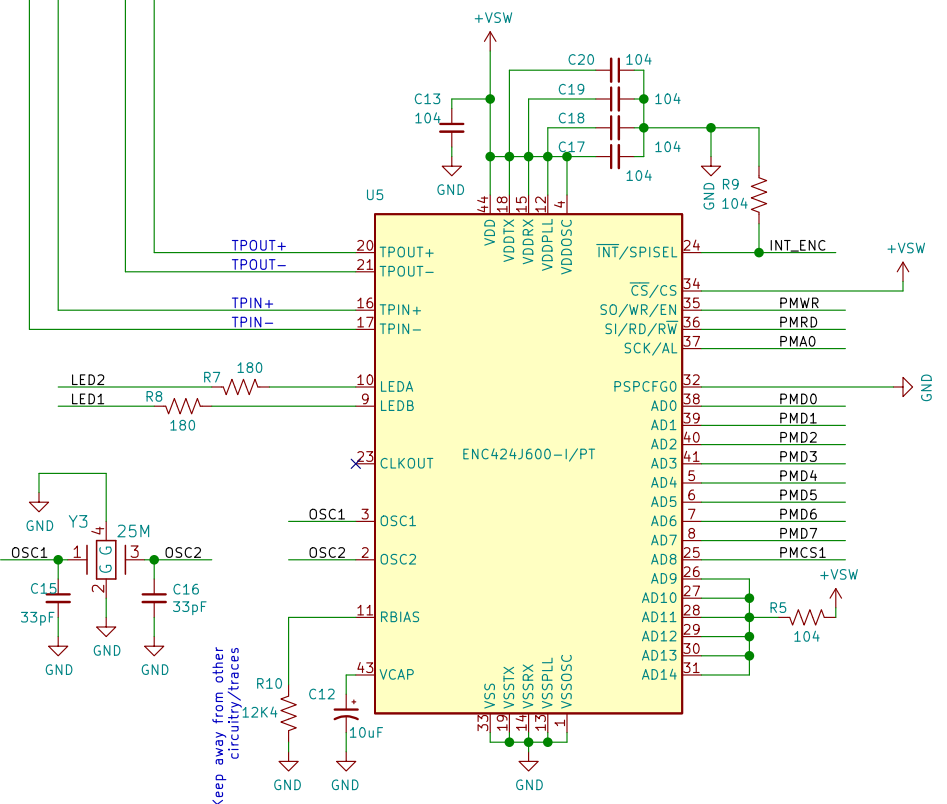 +VSW
C20 104
C19 104
C13
104
C18 104
C17 104
GND
GND
R9
104
U5
44
18
15
12
4
VDD
VDDTX
VDDRX
VDDPLL
VDDOSC
TPOUT+ 20 TPOUT+
TPOUT- 21 TPOUT-
TPIN+ 16 TPIN+
TPIN- 17 TPIN-
LED2 R7 180 10 LEDA
LED1 R8 180 9 LEDB
23 CLKOUT
OSC1 3 OSC1
OSC2 2 OSC2
11 RBIAS
43 VCAP
ENC424J600-I/PT
INT/SPISEL 24 INT_ENC
+VSW
CS/CS 34
SO/WR/EN 35 PMWR
SI/RD/RW 36 PMRD
SCK/AL 37 PMA0
PSPCFG0 32 GND
AD0 38 PMD0
AD1 39 PMD1
AD2 40 PMD2
AD3 41 PMD3
AD4 5 PMD4
AD5 6 PMD5
AD6 7 PMD6
AD7 8 PMD7
AD8 25 PMCS1
AD9 26
AD10 27
AD11 28
AD12 29
AD13 30
AD14 31
+VSW
R5
104
GND
Y3
25M
4
OSC1 1 G G 3 OSC2
2
C15
33pF
C16
33pF
GND
GND
GND
Keep away from other
circuitry/traces
R10
12K4
C12
+
10uF
GND
GND
VSS
VSSTX
VSSRX
VSSPLL
VSSOSC
33
19
14
13
1
GND